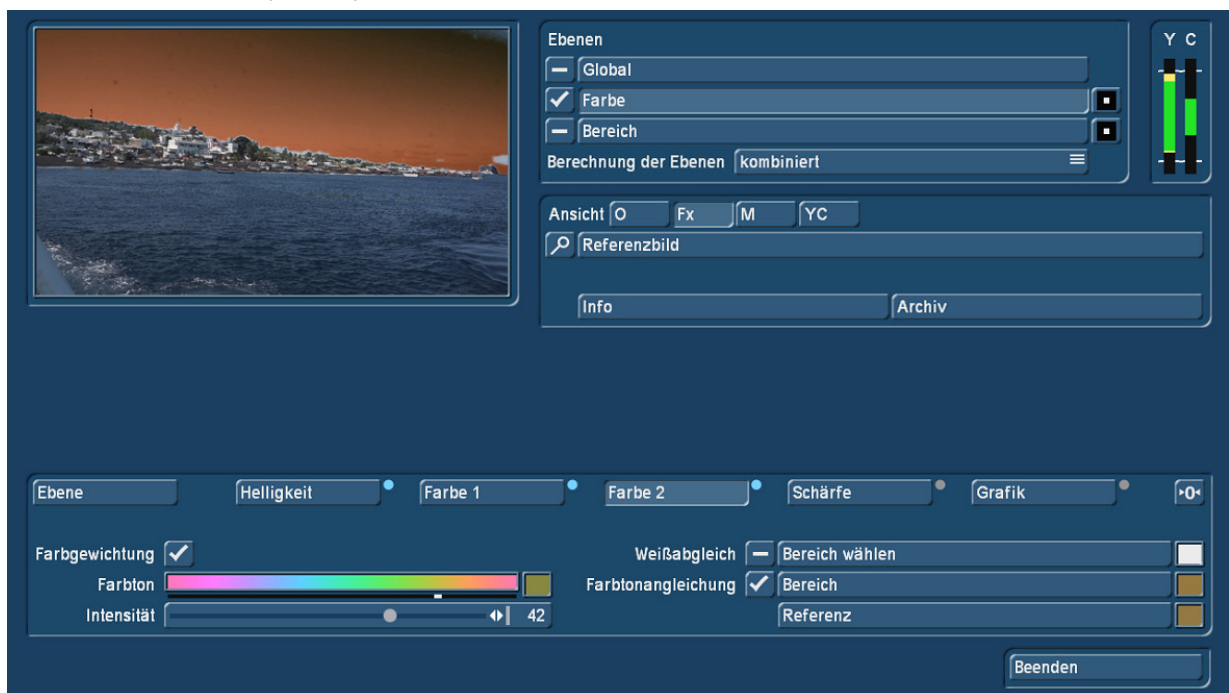 Ebenen
Global
Farbe
Bereich
Berechnung der Ebenen kombiniert
Y C
Ansicht O Fx M YC
Referenzbild
Info Archiv
Ebene Helligkeit Farbe 1 Farbe 2 Schärfe Grafik 0
Farbgewichtung Weißabgleich Bereich wählen
Farbton Farbtonangleichung Bereich
Intensität 42 Referenz
Beenden